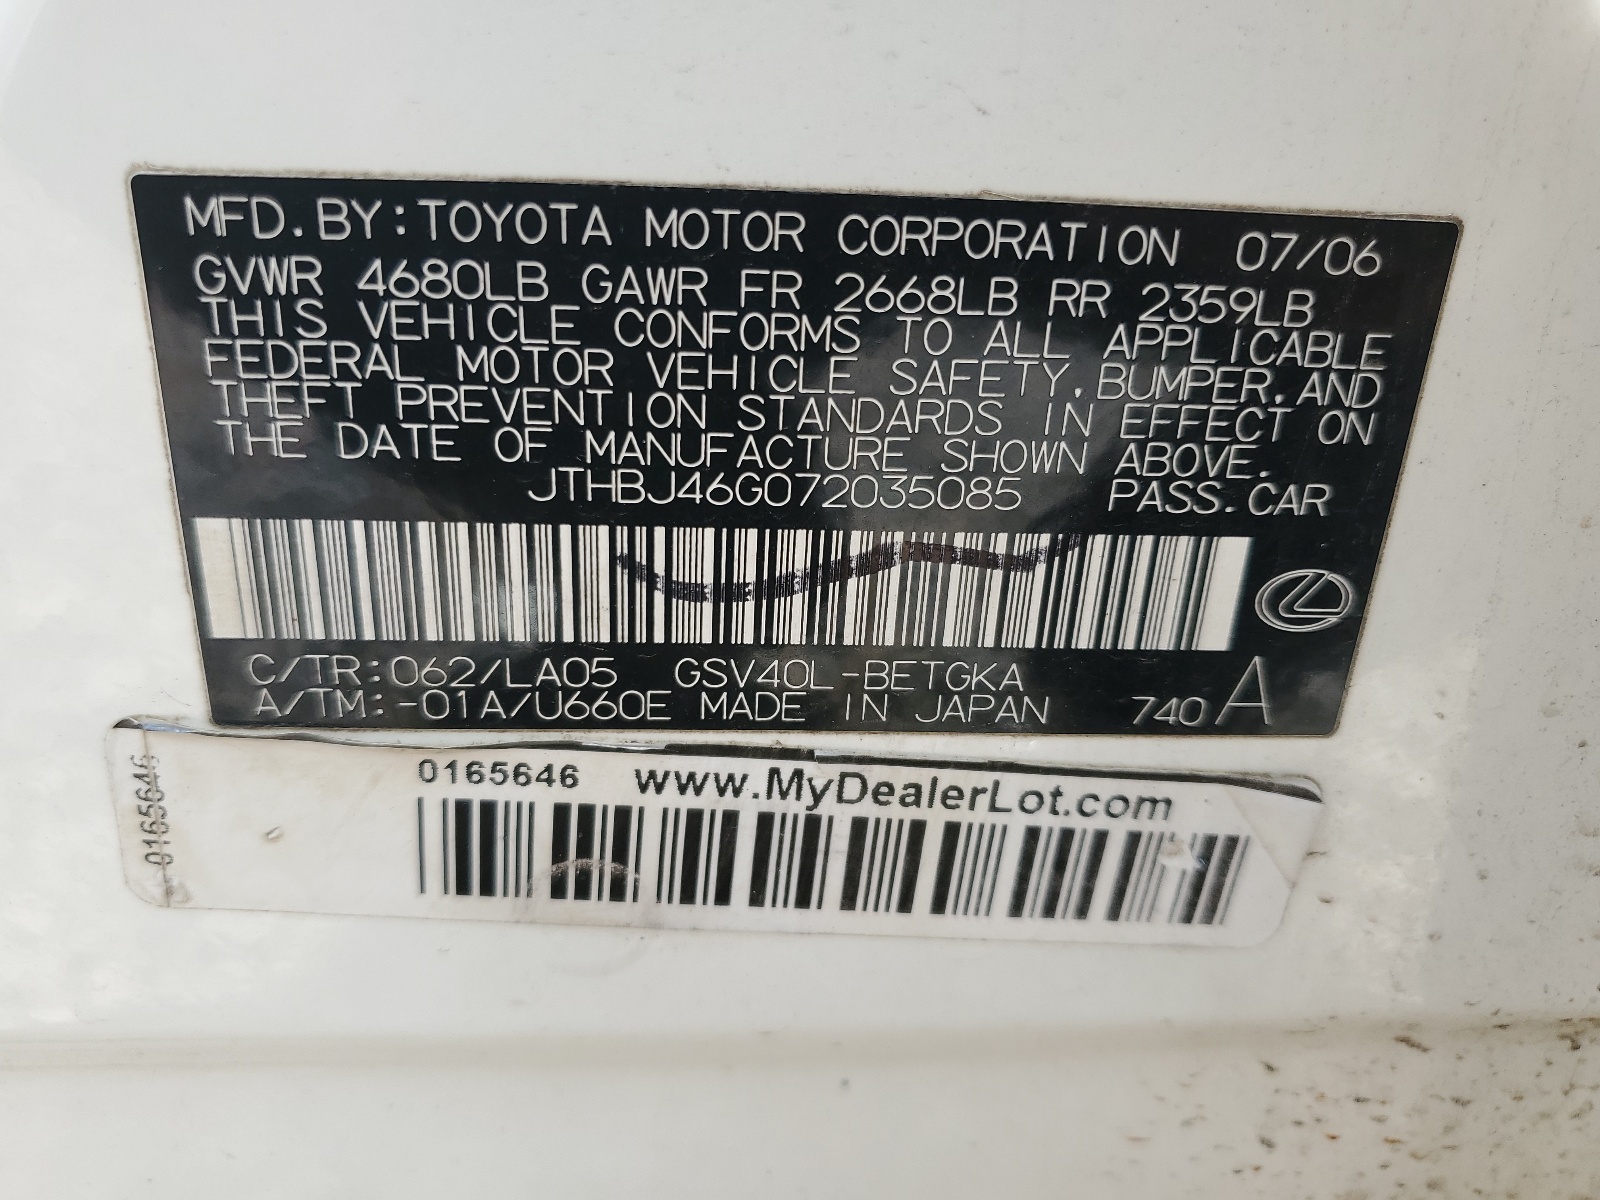 MFD. BY: TOYOTA MOTOR CORPORATION 07/06
GVWR 4680LB GAWR FR 2668LB RR 2359LB
THIS VEHICLE CONFORMS TO ALL APPLICABLE
FEDERAL MOTOR VEHICLE SAFETY, BUMPER, AND
THEFT PREVENTION STANDARDS IN EFFECT ON
THE DATE OF MANUFACTURE SHOWN ABOVE.
JTHBJ46G072035085 PASS. CAR
C/TR: 062/LA05 GSV40L-BETGKA
A/TM: -01A/U660E MADE IN JAPAN 740 A
0165646 www.MyDealerLot.com
0165646